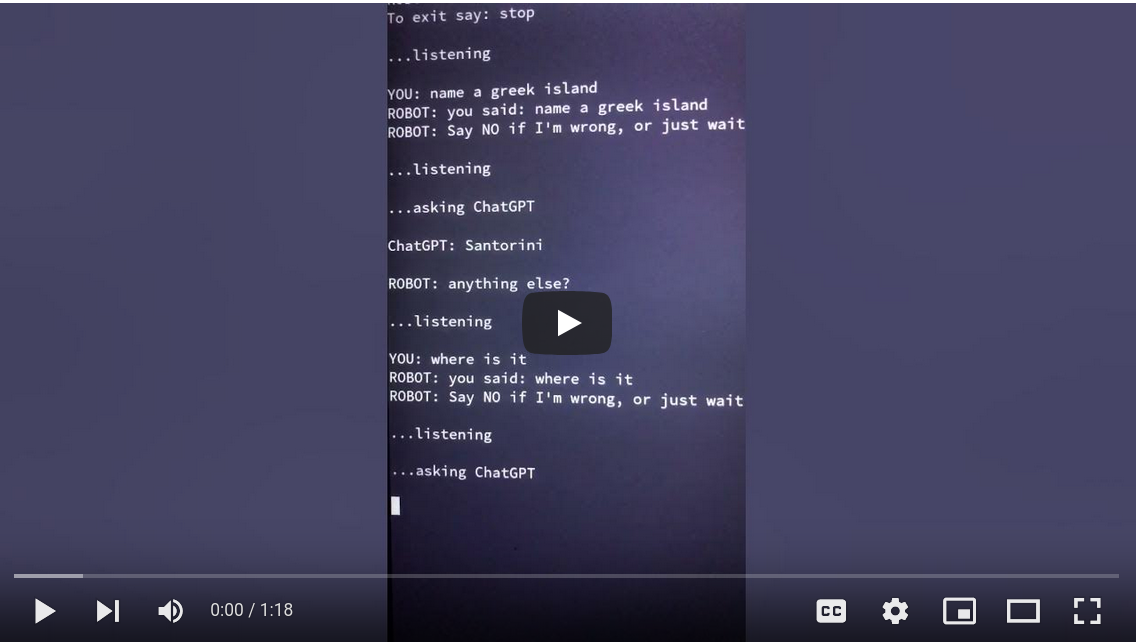 To exit say: stop
...listening
YOU: name a greek island
ROBOT: you said: name a greek island
ROBOT: Say NO if I'm wrong, or just wait
...listening
...asking ChatGPT
ChatGPT: Santorini
ROBOT: anything else?
...listening
YOU: where is it
ROBOT: you said: where is it
ROBOT: Say NO if I'm wrong, or just wait
...listening
...asking ChatGPT
0:00 / 1:18
CC